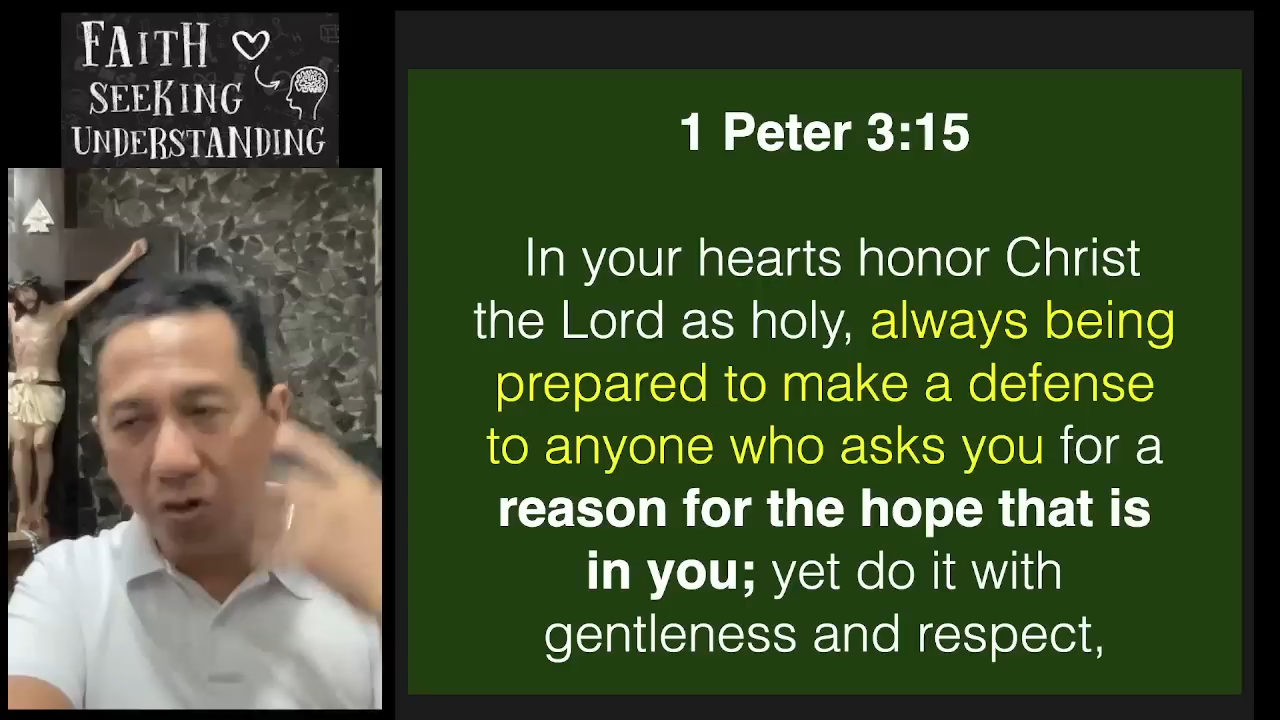 FAITH
SEEKING
UNDERSTANDING
1 Peter 3:15
In your hearts honor Christ
the Lord as holy, always being
prepared to make a defense
to anyone who asks you for a
reason for the hope that is
in you; yet do it with
gentleness and respect,